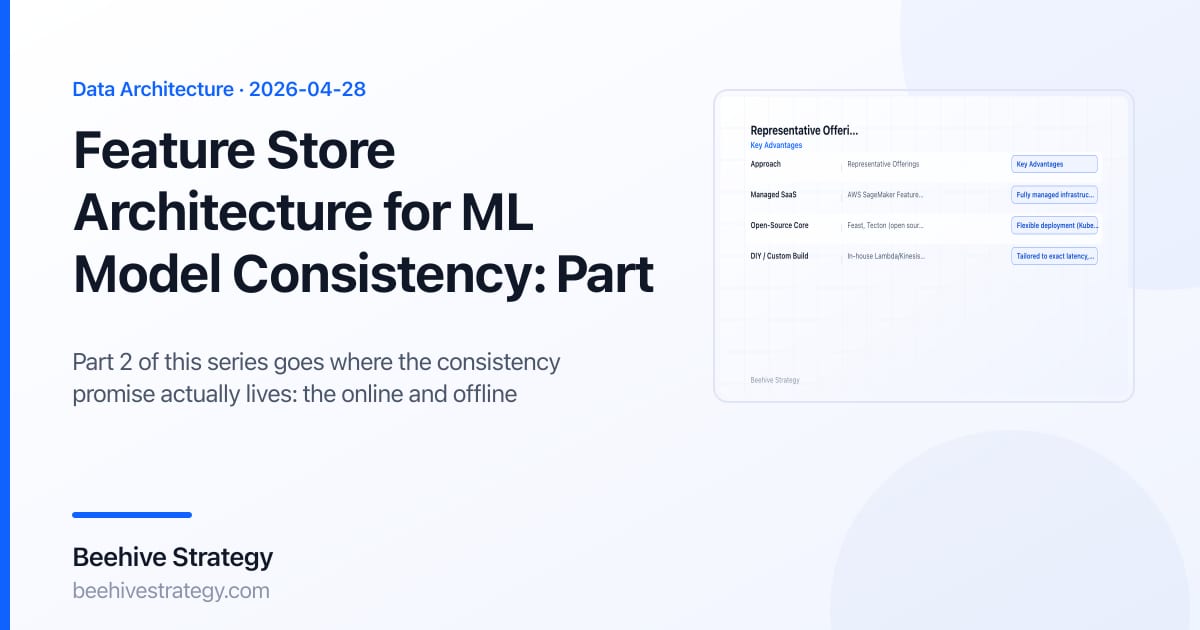 Data Architecture · 2026-04-28
Feature Store
Architecture for ML
Model Consistency: Part
Part 2 of this series goes where the consistency
promise actually lives: the online and offline
Beehive Strategy
beehivestrategy.com
Representative Offeri...
Key Advantages
Approach Representative Offerings Key Advantages
Managed SaaS AWS SageMaker Feature... Fully managed infrastruc...
Open-Source Core Feast, Tecton (open sour... Flexible deployment (Kube...
DIY / Custom Build In-house Lambda/Kinesis... Tailored to exact latency,...
Beehive Strategy